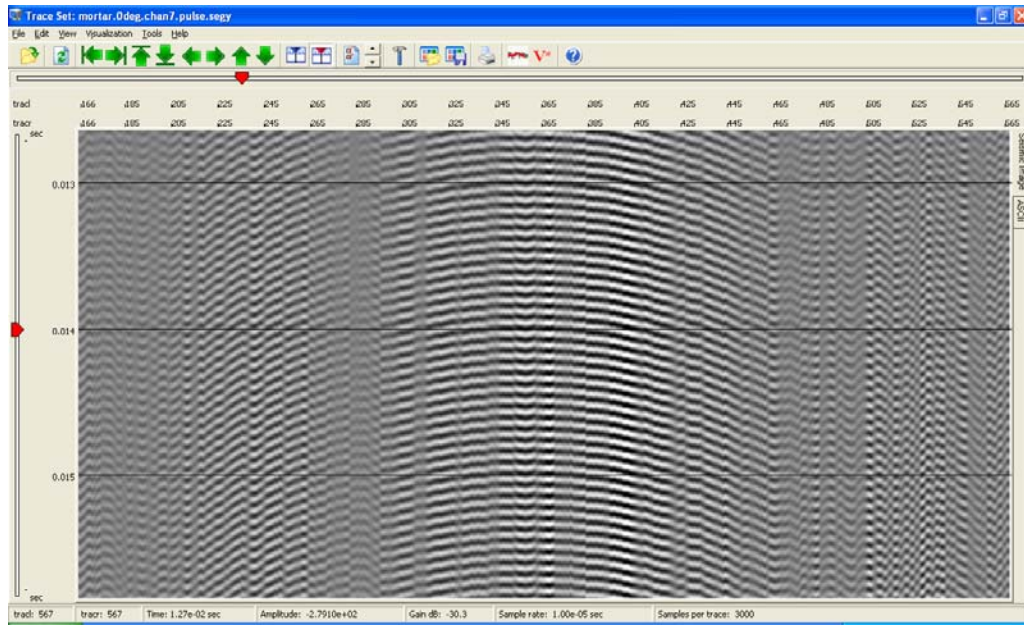 Trace Set: mortar.0deg.chan7.pulse.segy
File Edit View Visualization Tools Help
tracl 166 185 205 225 245 265 285 305 325 345 365 385 405 425 445 465 485 505 525 545 565
tracr 166 185 205 225 245 265 285 305 325 345 365 385 405 425 445 465 485 505 525 545 565
sec
0.013
0.014
0.015
sec
Seismic Image
ASCII
tracl: 567 tracr: 567 Time: 1.27e-02 sec Amplitude: -2.7910e+02 Gain dB: -30.3 Sample rate: 1.00e-05 sec Samples per trace: 3000